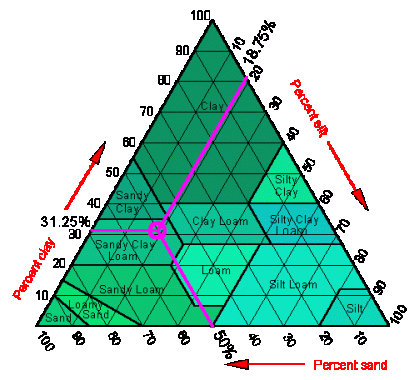 100
90
10
18.75%
80
20
70
Clay
30
Percent silt
60
40
50
50
Silty
Clay
60
40
Sandy
Clay
31.25%
30
Clay Loam
Silty Clay
Loam
70
Percent clay
Sandy Clay
Loam
80
20
Loam
Silt Loam
90
10
Sandy Loam
Loamy
Sand
Sand
Silt
100
100
90
80
70
60
50%
40
30
20
10
Percent sand